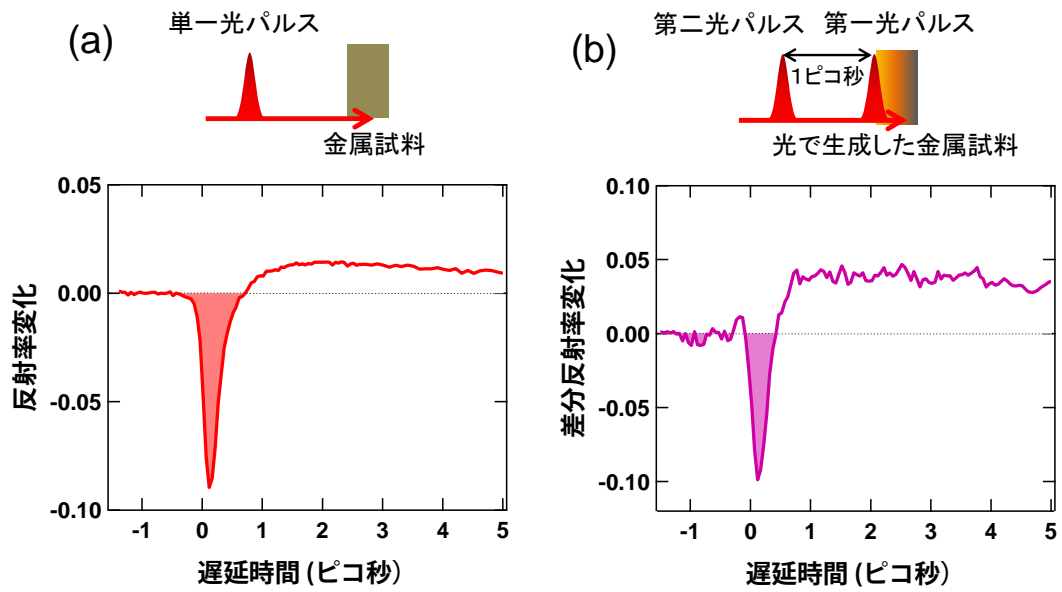 (a)
単一光パルス
金属試料
0.05
0.00
-0.05
-0.10
反射率変化
-1 0 1 2 3 4 5
遅延時間 (ピコ秒)
(b)
第二光パルス 第一光パルス
1ピコ秒
光で生成した金属試料
0.10
0.05
0.00
-0.05
-0.10
差分反射率変化
-1 0 1 2 3 4 5
遅延時間 (ピコ秒)